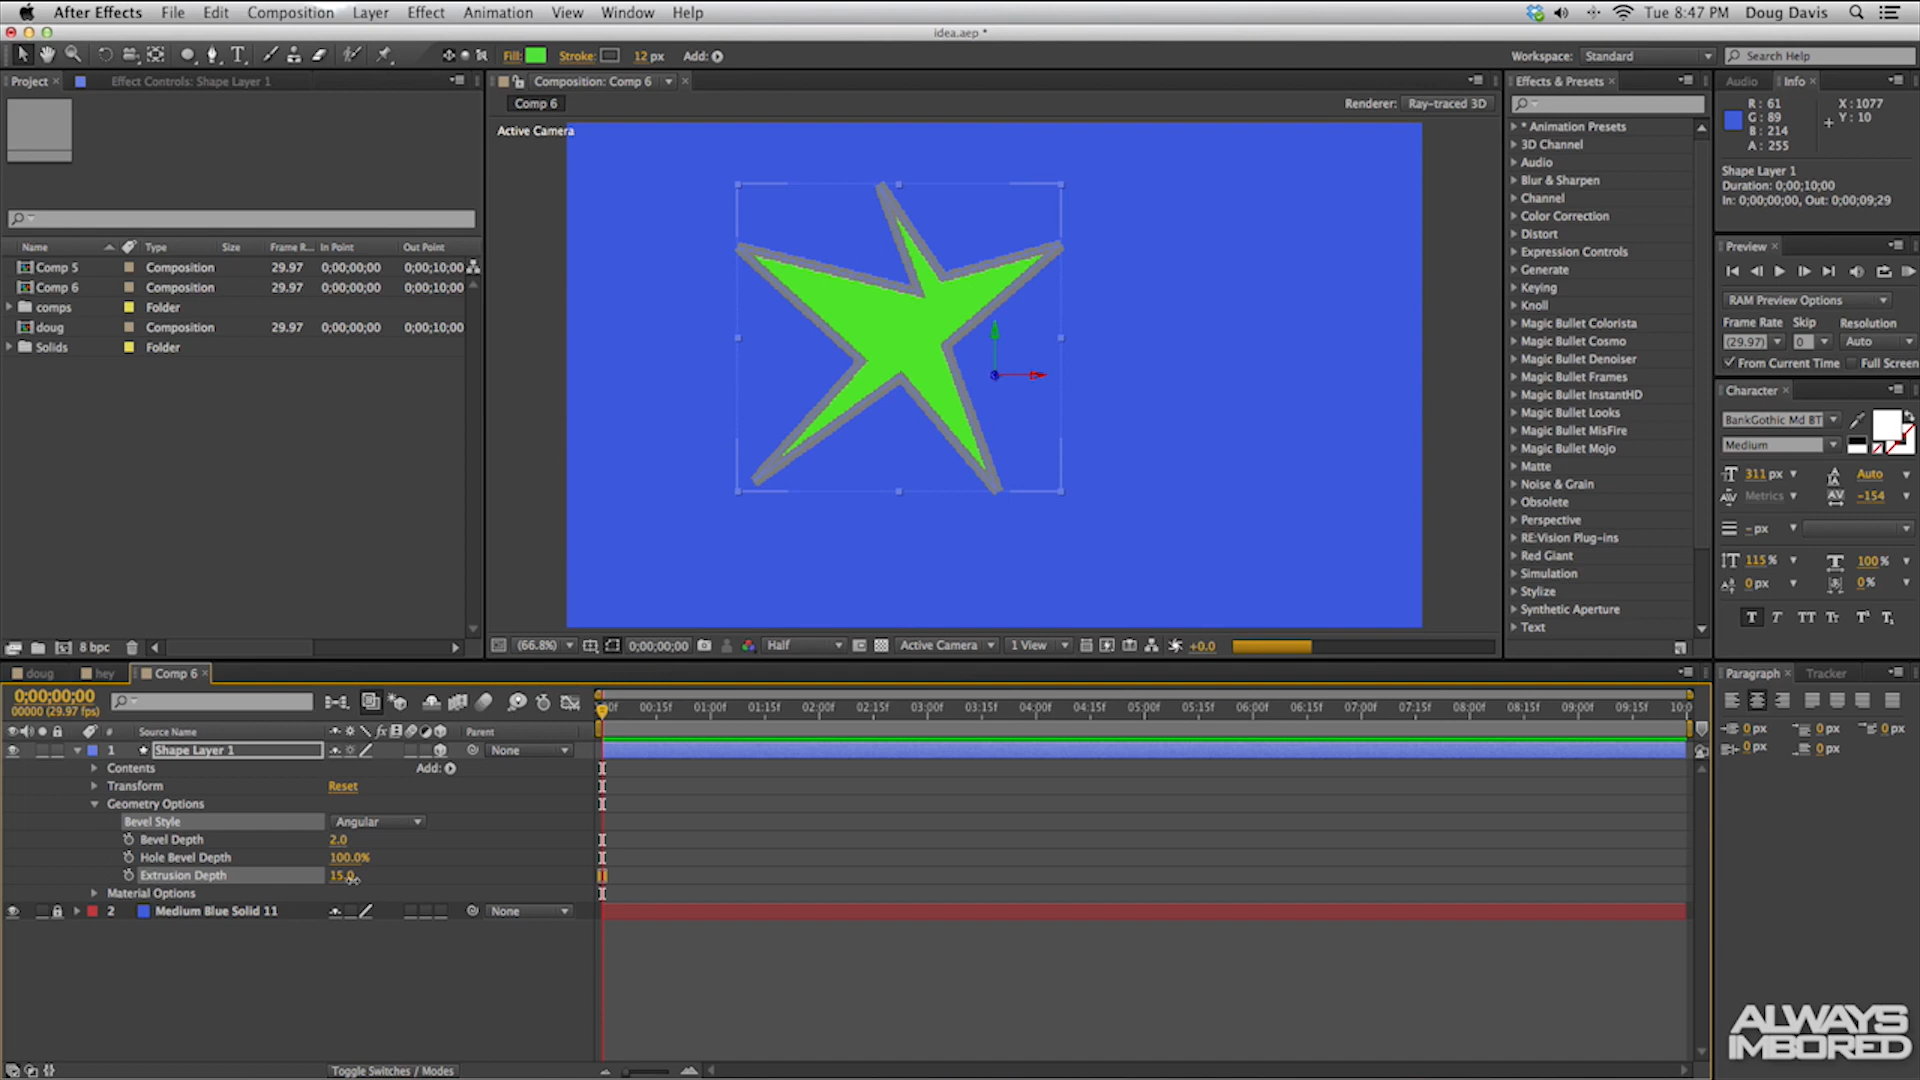 After Effects File Edit Composition Layer Effect Animation View Window Help Tue 8:47 PM Doug Davis
idea.aep *
Fill: Stroke: 12 px Add: Workspace: Standard Search Help
Project Effect Controls: Shape Layer 1 Composition: Comp 6 Effects & Presets Audio Info
Comp 6 Renderer: Ray-traced 3D
Active Camera
R: 61
G: 89
B: 214
A: 255
X: 1077
Y: 10
Shape Layer 1
Duration: 0;00;10;00
In: 0;00;00;00, Out: 0;00;09;29
Name Type Size Frame R... In Point Out Point
Comp 5 Composition 29.97 0;00;00;00 0;00;10;00
Comp 6 Composition 29.97 0;00;00;00 0;00;10;00
comps Folder
doug Composition 29.97 0;00;00;00 0;00;10;00
Solids Folder
8 bpc
(66.8%) 0;00;00;00 Half Active Camera 1 View +0.0
* Animation Presets
3D Channel
Audio
Blur & Sharpen
Channel
Color Correction
Distort
Expression Controls
Generate
Keying
Knoll
Magic Bullet Colorista
Magic Bullet Cosmo
Magic Bullet Denoiser
Magic Bullet Frames
Magic Bullet InstantHD
Magic Bullet Looks
Magic Bullet MisFire
Magic Bullet Mojo
Matte
Noise & Grain
Obsolete
Perspective
RE:Vision Plug-ins
Red Giant
Simulation
Stylize
Synthetic Aperture
Text
Preview
RAM Preview Options
Frame Rate Skip Resolution
(29.97) 0 Auto
From Current Time Full Screen
Character
BankGothic Md BT
Medium
311 px Auto
Metrics -154
- px
115 % 100 %
0 px 0 %
T T TT Tt
Paragraph Tracker
0 px 0 px 0 px
0 px 0 px
doug hey Comp 6
0;00;00;00
00000 (29.97 fps)
00f 00:15f 01:00f 01:15f 02:00f 02:15f 03:00f 03:15f 04:00f 04:15f 05:00f 05:15f 06:00f 06:15f 07:00f 07:15f 08:00f 08:15f 09:00f 09:15f 10:0
# Source Name Parent
1 Shape Layer 1 None
Contents Add:
Transform Reset
Geometry Options
Bevel Style Angular
Bevel Depth 2.0
Hole Bevel Depth 100.0%
Extrusion Depth 15.0
Material Options
2 Medium Blue Solid 11 None
Toggle Switches / Modes
ALWAYS
IMBORED